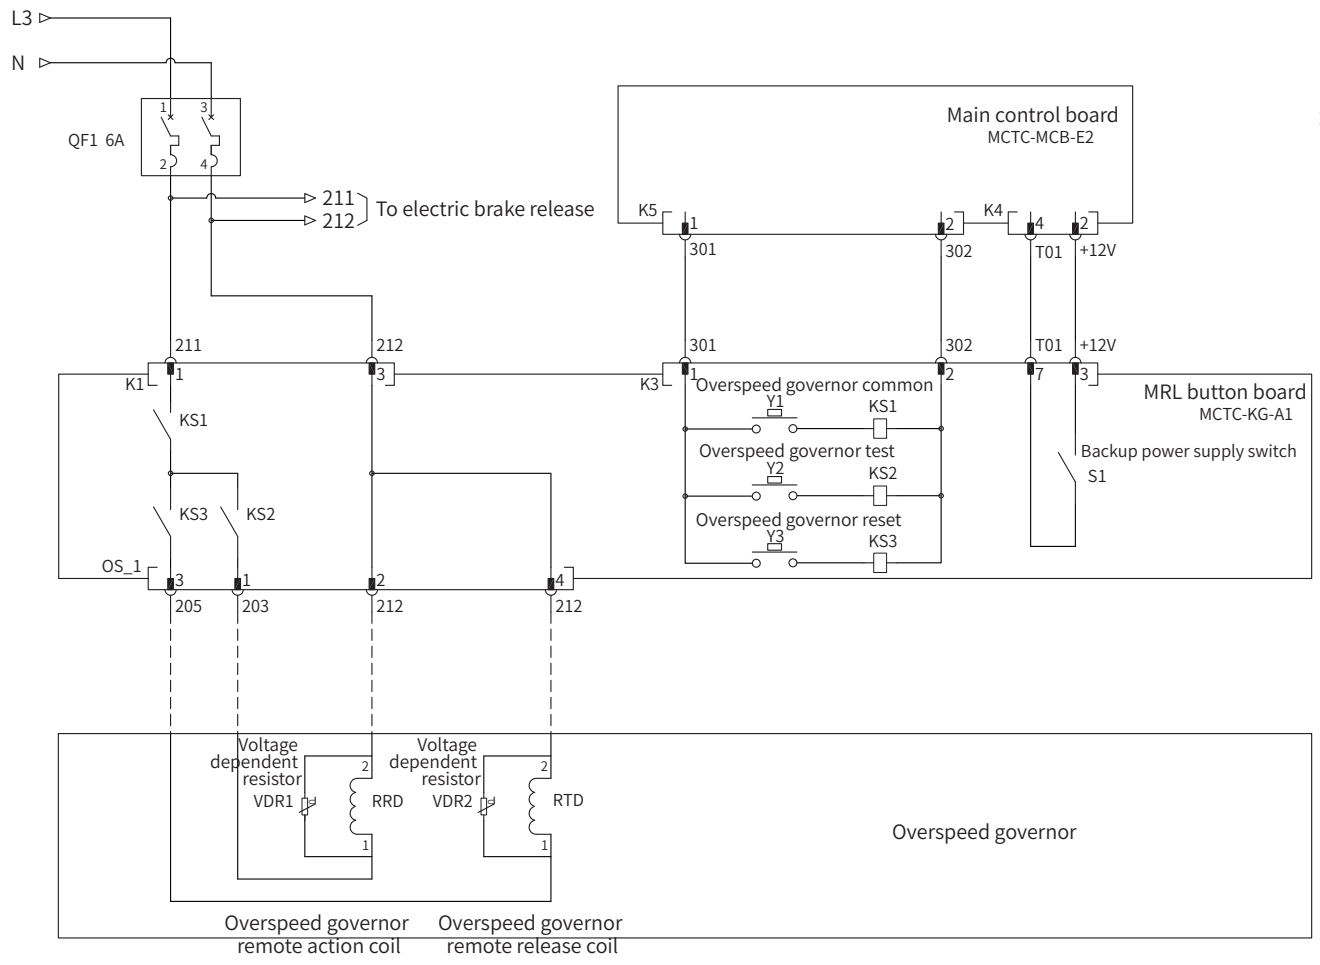 L3
N
QF1 6A
1
3
2
4
211
212
To electric brake release
Main control board
MCTC-MCB-E2
K5
1
2
K4
4
2
301
302
T01
+12V
211
212
301
302
T01
+12V
K1
1
3
K3
1
2
7
3
MRL button board
MCTC-KG-A1
Overspeed governor common
Y1
KS1
KS1
Overspeed governor test
Y2
KS2
Backup power supply switch
S1
KS3
KS2
Overspeed governor reset
Y3
KS3
OS_1
3
1
2
4
205
203
212
212
Voltage
dependent
resistor
VDR1
2
RRD
1
Voltage
dependent
resistor
VDR2
2
RTD
1
Overspeed governor
Overspeed governor
remote action coil
Overspeed governor
remote release coil